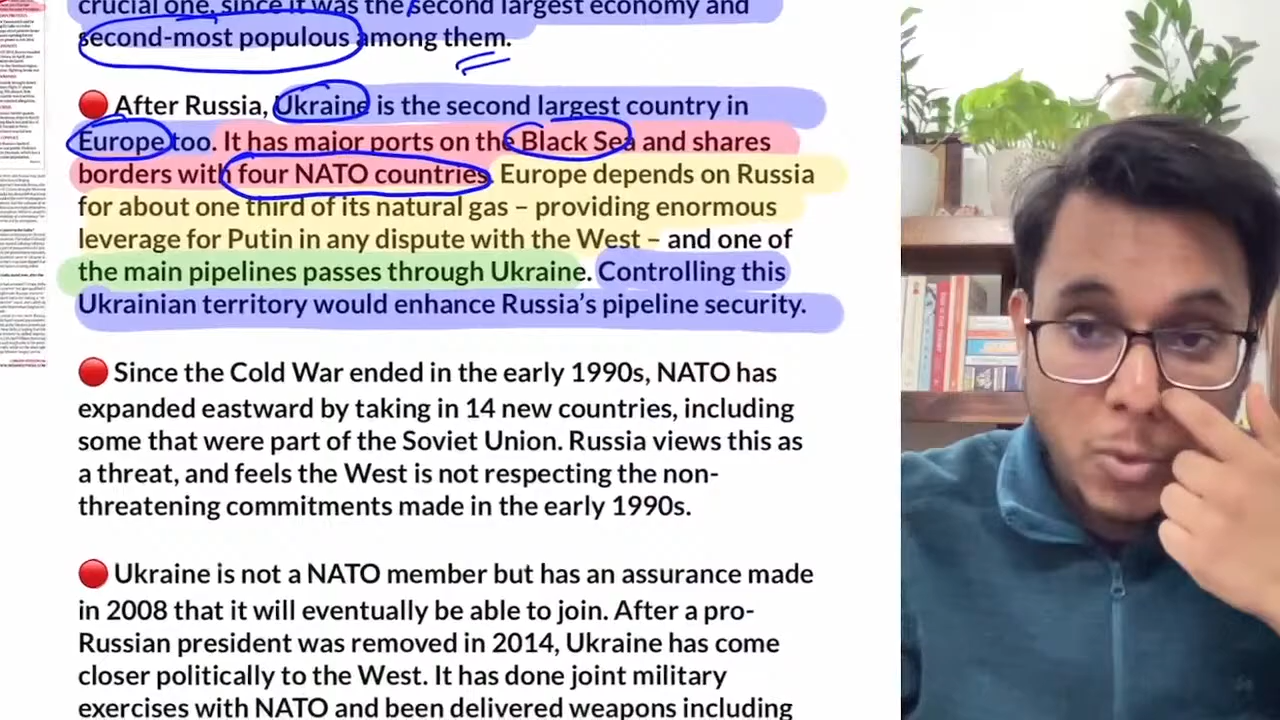 crucial one, since it was the second largest economy and
second-most populous among them.
After Russia, Ukraine is the second largest country in
Europe too. It has major ports on the Black Sea and shares
borders with four NATO countries. Europe depends on Russia
for about one third of its natural gas – providing enormous
leverage for Putin in any dispute with the West – and one of
the main pipelines passes through Ukraine. Controlling this
Ukrainian territory would enhance Russia’s pipeline security.
Since the Cold War ended in the early 1990s, NATO has
expanded eastward by taking in 14 new countries, including
some that were part of the Soviet Union. Russia views this as
a threat, and feels the West is not respecting the non-
threatening commitments made in the early 1990s.
Ukraine is not a NATO member but has an assurance made
in 2008 that it will eventually be able to join. After a pro-
Russian president was removed in 2014, Ukraine has come
closer politically to the West. It has done joint military
exercises with NATO and been delivered weapons including